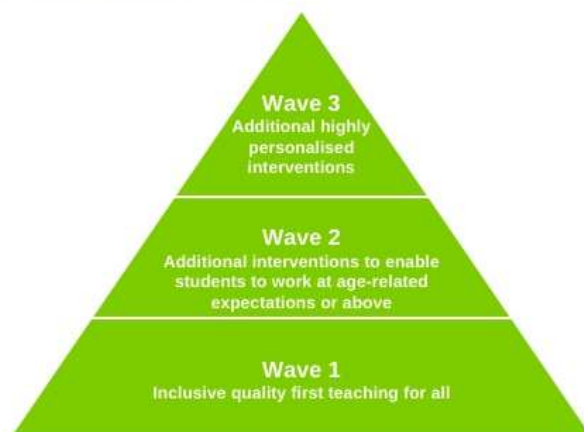 Wave 3
Additional highly
personalised
interventions
Wave 2
Additional interventions to enable
students to work at age-related
expectations or above
Wave 1
Inclusive quality first teaching for all